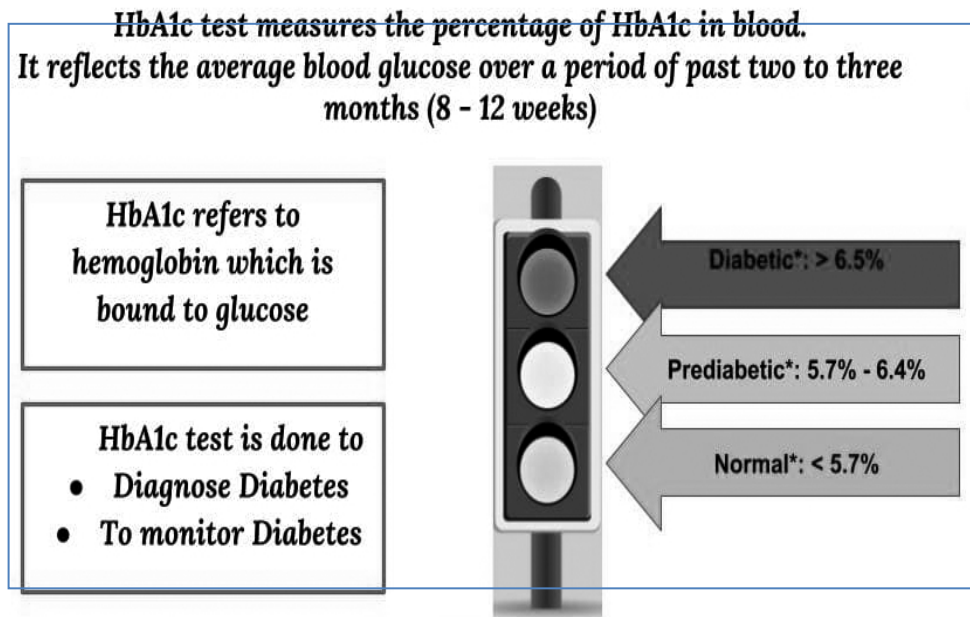 HbA1c test measures the percentage of HbA1c in blood.
It reflects the average blood glucose over a period of past two to three
months (8 - 12 weeks)
HbA1c refers to
hemoglobin which is
bound to glucose
HbA1c test is done to
• Diagnose Diabetes
• To monitor Diabetes
Diabetic*: > 6.5%
Prediabetic*: 5.7% - 6.4%
Normal*: < 5.7%